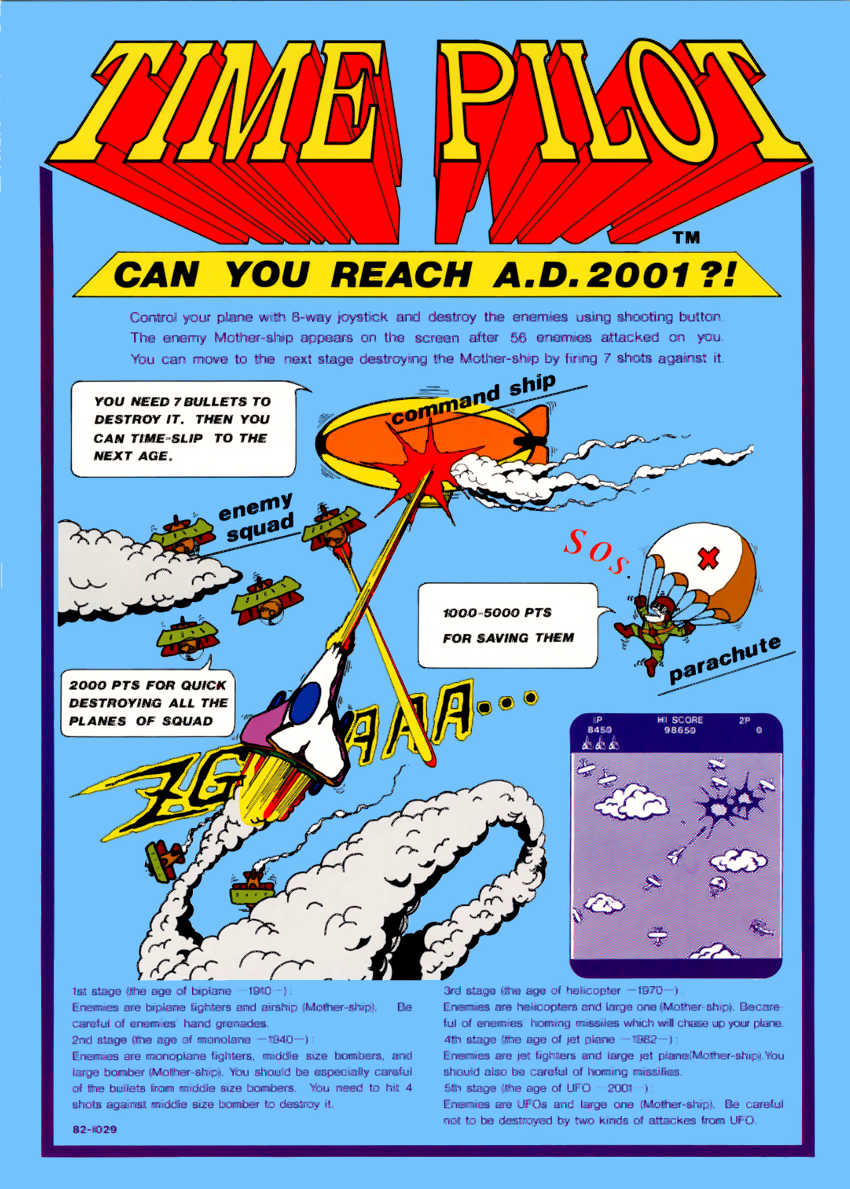 TIME PILOT
TM
CAN YOU REACH A.D. 2001?!
Control your plane with 8-way joystick and destroy the enemies using shooting button.
The enemy Mother-ship appears on the screen after 56 enemies attacked on you.
You can move to the next stage destroying the Mother-ship by firing 7 shots against it.
YOU NEED 7 BULLETS TO
DESTROY IT. THEN YOU
CAN TIME-SLIP TO THE
NEXT AGE.
command ship
enemy
squad
SOS.
1000-5000 PTS
FOR SAVING THEM
parachute
2000 PTS FOR QUICK
DESTROYING ALL THE
PLANES OF SQUAD
ZGAAA...
1P HI SCORE 2P
8450 98650 0
1st stage (the age of biplane —1910—):
Enemies are biplane fighters and airship (Mother-ship). Be
careful of enemies' hand grenades.
2nd stage (the age of monolane —1940—):
Enemies are monoplane fighters, middle size bombers, and
large bomber (Mother-ship). You should be especially careful
of the bullets from middle size bombers. You need to hit 4
shots against middle size bomber to destroy it.
82-1029
3rd stage (the age of helicopter —1970—):
Enemies are helicopters and large one (Mother-ship). Becare-
ful of enemies' homing missiles which will chase up your plane.
4th stage (the age of jet plane —1982—):
Enemies are jet fighters and large jet plane(Mother-ship).You
should also be careful of homing missilies.
5th stage (the age of UFO —2001—):
Enemies are UFOs and large one (Mother-ship). Be careful
not to be destroyed by two kinds of attackes from UFO.